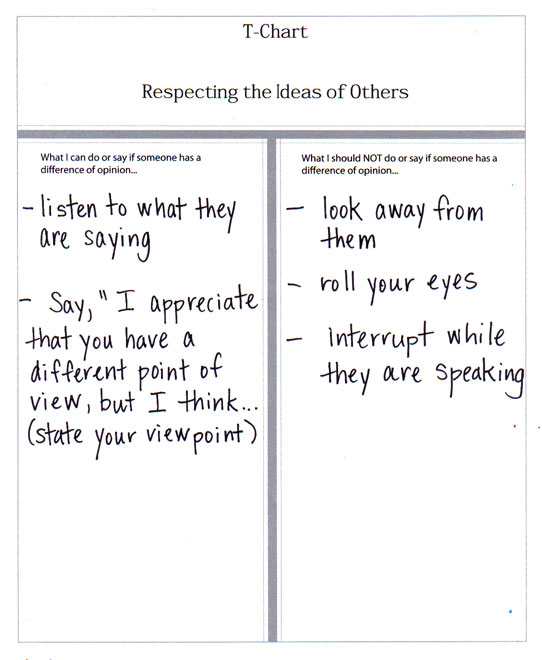 T-Chart
Respecting the Ideas of Others
What I can do or say if someone has a
difference of opinion...
- listen to what they
are saying
- Say, " I appreciate
that you have a
different point of
view, but I think...
(state your viewpoint)
What I should NOT do or say if someone has a
difference of opinion...
- look away from
them
- roll your eyes
- interrupt while
they are speaking